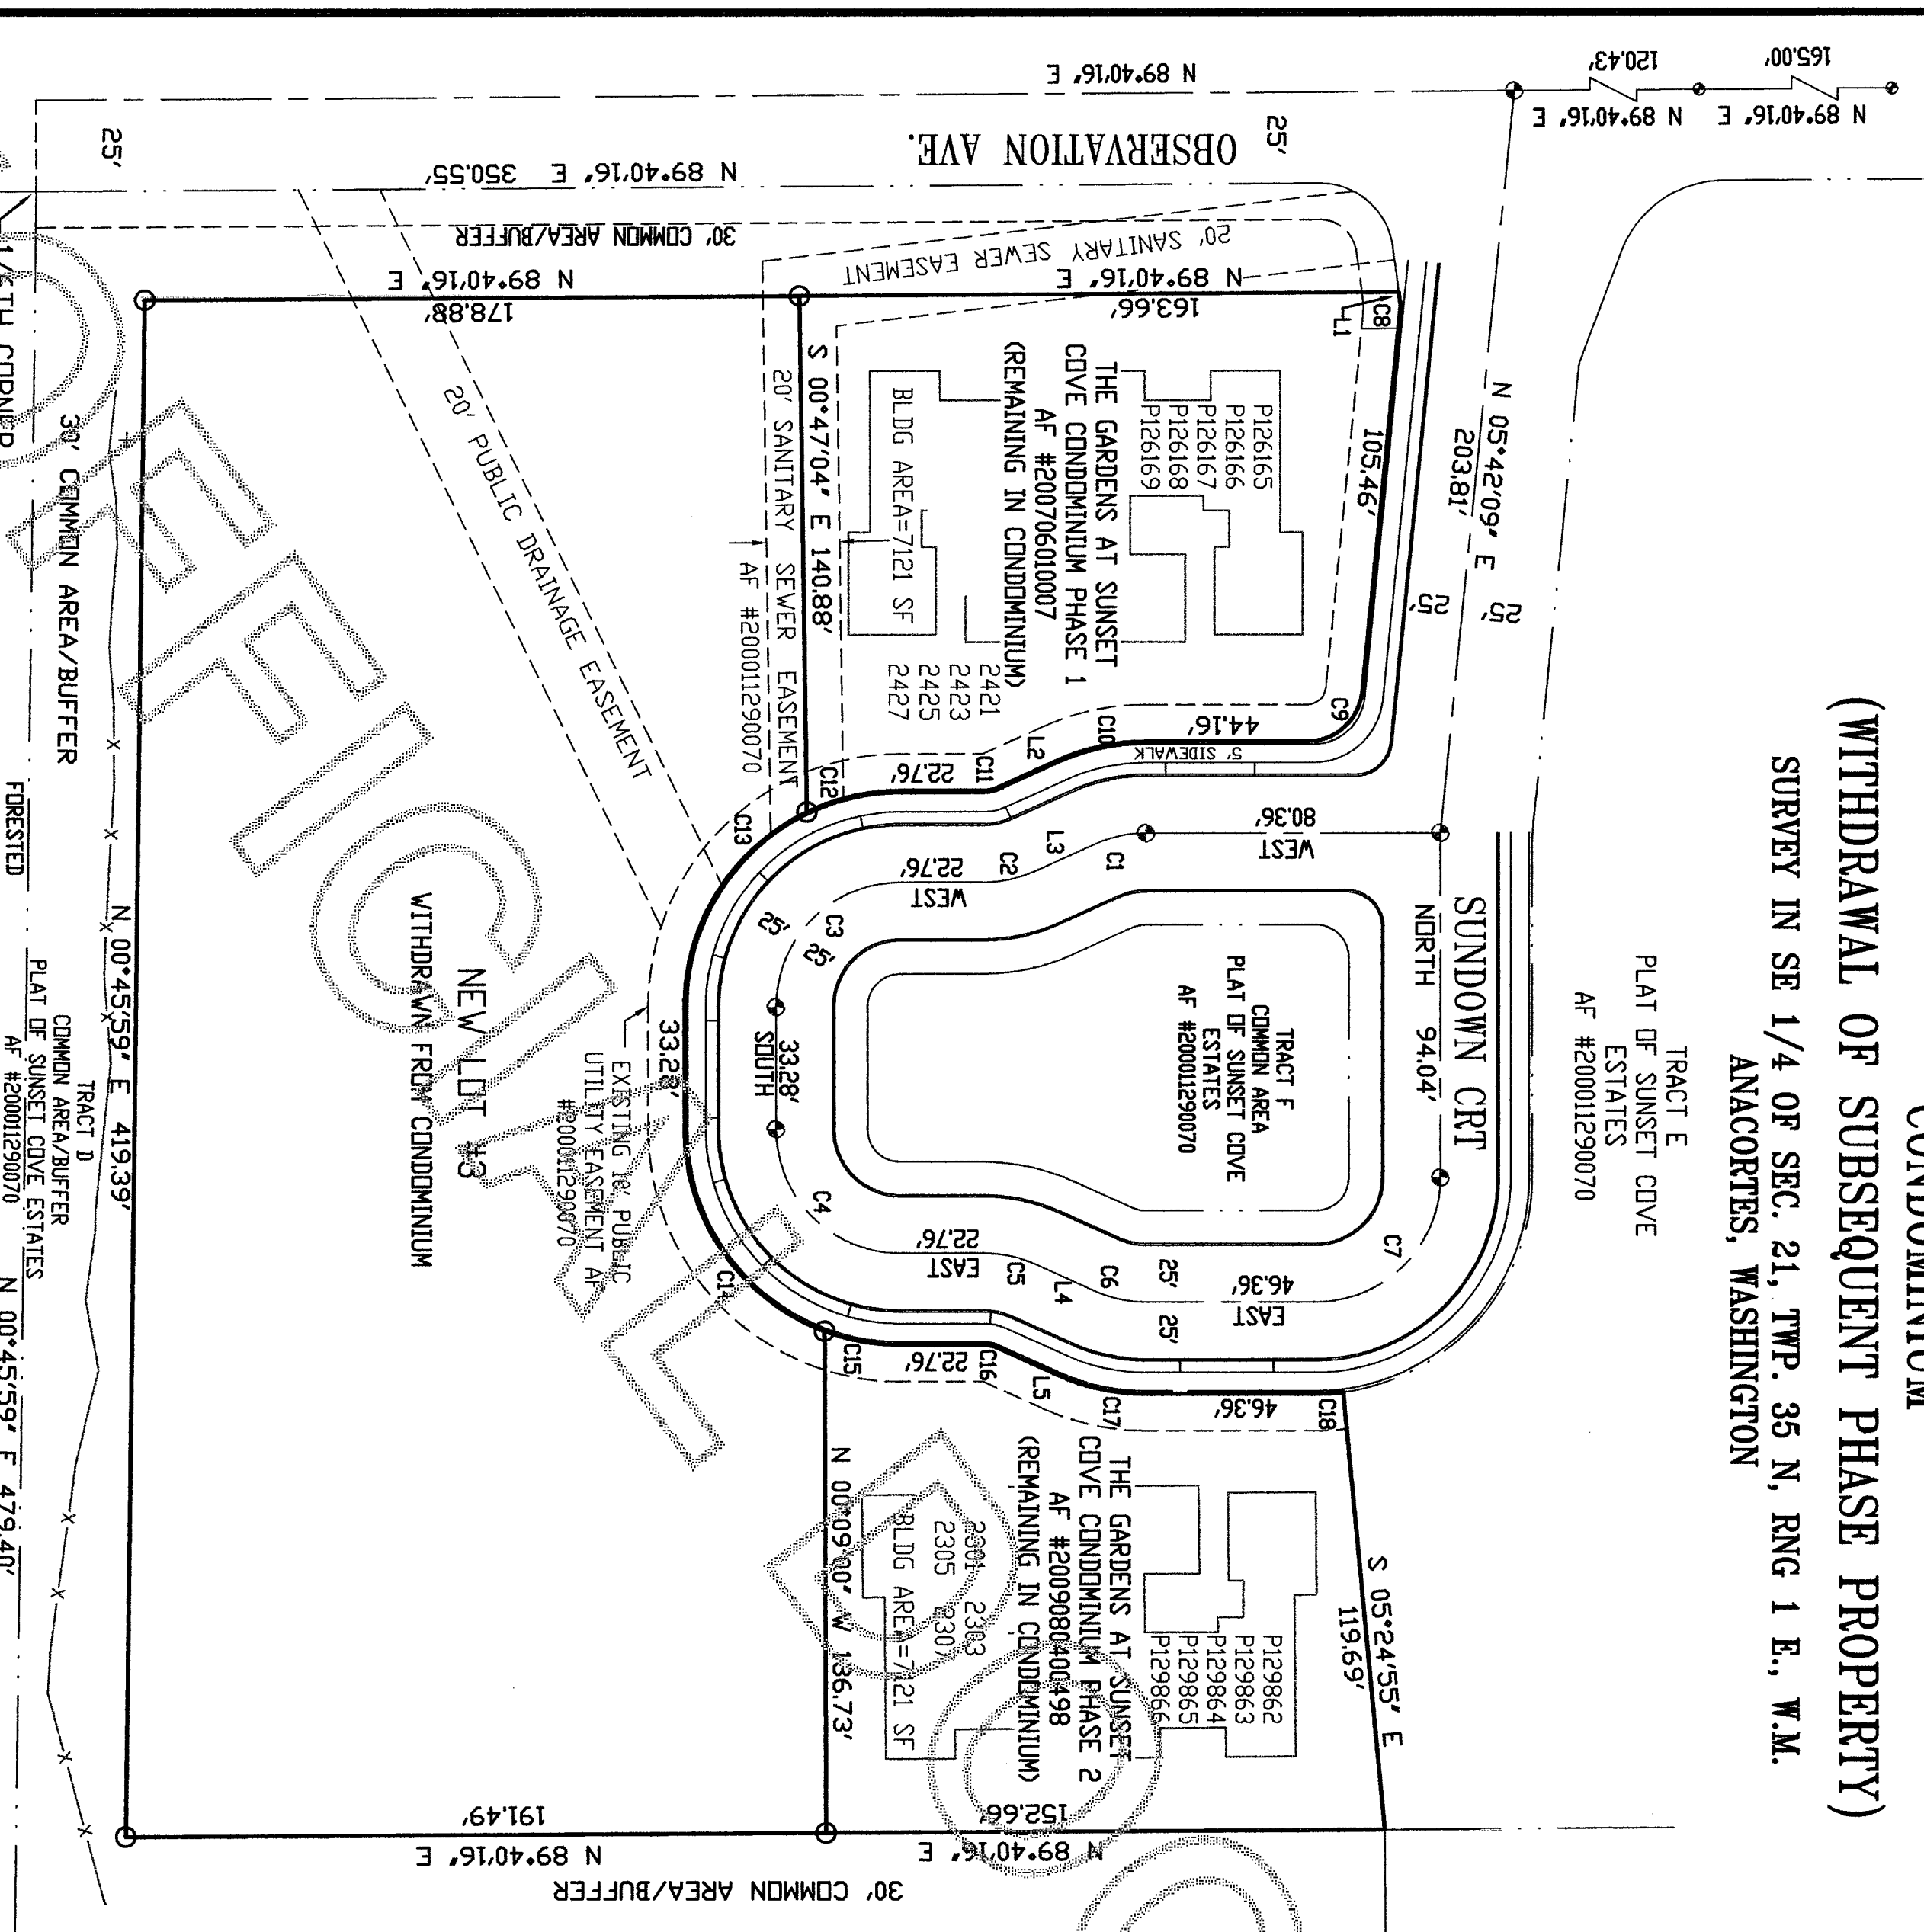 CONDOMINIUM
(WITHDRAWAL OF SUBSEQUENT PHASE PROPERTY)
SURVEY IN SE 1/4 OF SEC. 21, TWP. 35 N, RNG 1 E., W.M.
ANACORTES, WASHINGTON
165.00'
N 89°40'16" E
120.43'
N 89°40'16" E
N 89°40'16" E
OBSERVATION AVE.
25'
25'
N 89°40'16" E 350.55'
30' COMMON AREA/BUFFER
20' SANITARY SEWER EASEMENT
N 89°40'16" E
163.66'
N 89°40'16" E
178.88'
C8
L1
N 05°42'09" E
203.81'
25'
25'
105.46'
P126165
P126166
P126167
P126168
P126169
THE GARDENS AT SUNSET
COVE CONDOMINIUM PHASE 1
AF #200706010007
(REMAINING IN CONDOMINIUM)
BLDG AREA=7121 SF
2421
2423
2425
2427
S 00°47'04" E 140.88'
20' SANITARY SEWER EASEMENT
AF #200011290070
20' PUBLIC DRAINAGE EASEMENT
C9
44.16'
5' SIDEWALK
C10
L2
C11
22.76'
C12
C13
TRACT E
PLAT OF SUNSET COVE
ESTATES
AF #200011290070
SUNDOWN CRT
NORTH 94.04'
80.36'
WEST
C1
L3
C2
22.76'
WEST
C3
25'
25'
TRACT F
COMMON AREA
PLAT OF SUNSET COVE
ESTATES
AF #200011290070
33.28'
SOUTH
33.28'
C4
22.76'
EAST
C5
L4
C6
25'
25'
46.36'
EAST
C7
EXISTING 10' PUBLIC
UTILITY EASEMENT AF
#200011290070
NEW LOT #3
WITHDRAWN FROM CONDOMINIUM
C14
C15
22.76'
C16
L5
C17
46.36'
C18
S 05°24'55" E
119.69'
P129862
P129863
P129864
P129865
P129866
THE GARDENS AT SUNSET
COVE CONDOMINIUM PHASE 2
AF #200908040098
(REMAINING IN CONDOMINIUM)
2301 2303
2305 2307
BLDG AREA=7121 SF
N 00°09'00" W 136.73'
152.66'
N 89°40'16" E
191.49'
N 89°40'16" E
30' COMMON AREA/BUFFER
N 00°45'59" E 419.39'
30' COMMON AREA/BUFFER
FORESTED
TRACT D
COMMON AREA/BUFFER
PLAT OF SUNSET COVE ESTATES
AF #200011290070
N 00°45'59" E 479.40'
1/16TH CORNER
OFFICIAL DO